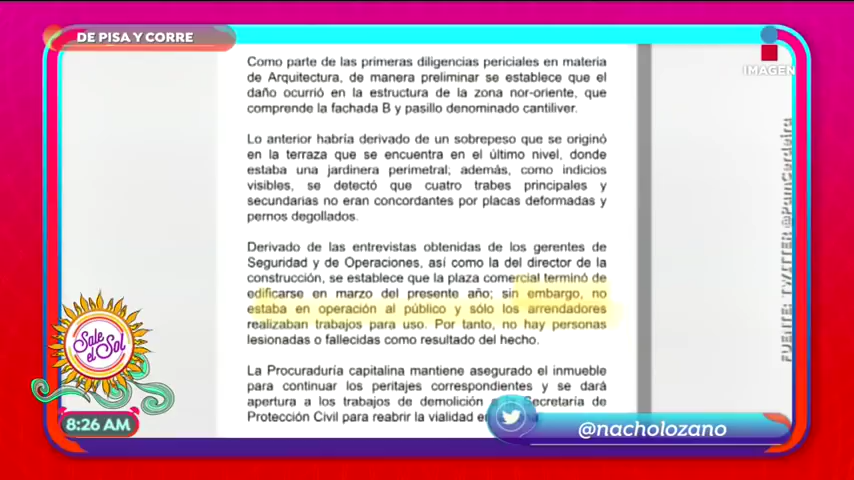 DE PISA Y CORRE
IMAGEN
Como parte de las primeras diligencias periciales en materia
de Arquitectura, de manera preliminar se establece que el
daño ocurrió en la estructura de la zona nor-oriente, que
comprende la fachada B y pasillo denominado cantiliver.
Lo anterior habría derivado de un sobrepeso que se originó
en la terraza que se encuentra en el último nivel, donde
estaba una jardinera perimetral; además, como indicios
visibles, se detectó que cuatro trabes principales y
secundarias no eran concordantes por placas deformadas y
pernos degollados.
Derivado de las entrevistas obtenidas de los gerentes de
Seguridad y de Operaciones, así como la del director de la
construcción, se establece que la plaza comercial terminó de
edificarse en marzo del presente año; sin embargo, no
estaba en operación al público y sólo los arrendadores
realizaban trabajos para uso. Por tanto, no hay personas
lesionadas o fallecidas como resultado del hecho.
La Procuraduría capitalina mantiene asegurado el inmueble
para continuar los peritajes correspondientes y se dará
apertura a los trabajos de demolición a Secretaría de
Protección Civil para reabrir la vialidad en
FUENTE: TWITTER @PamCerdeira
Sale el Sol
8:26 AM
@nacholozano